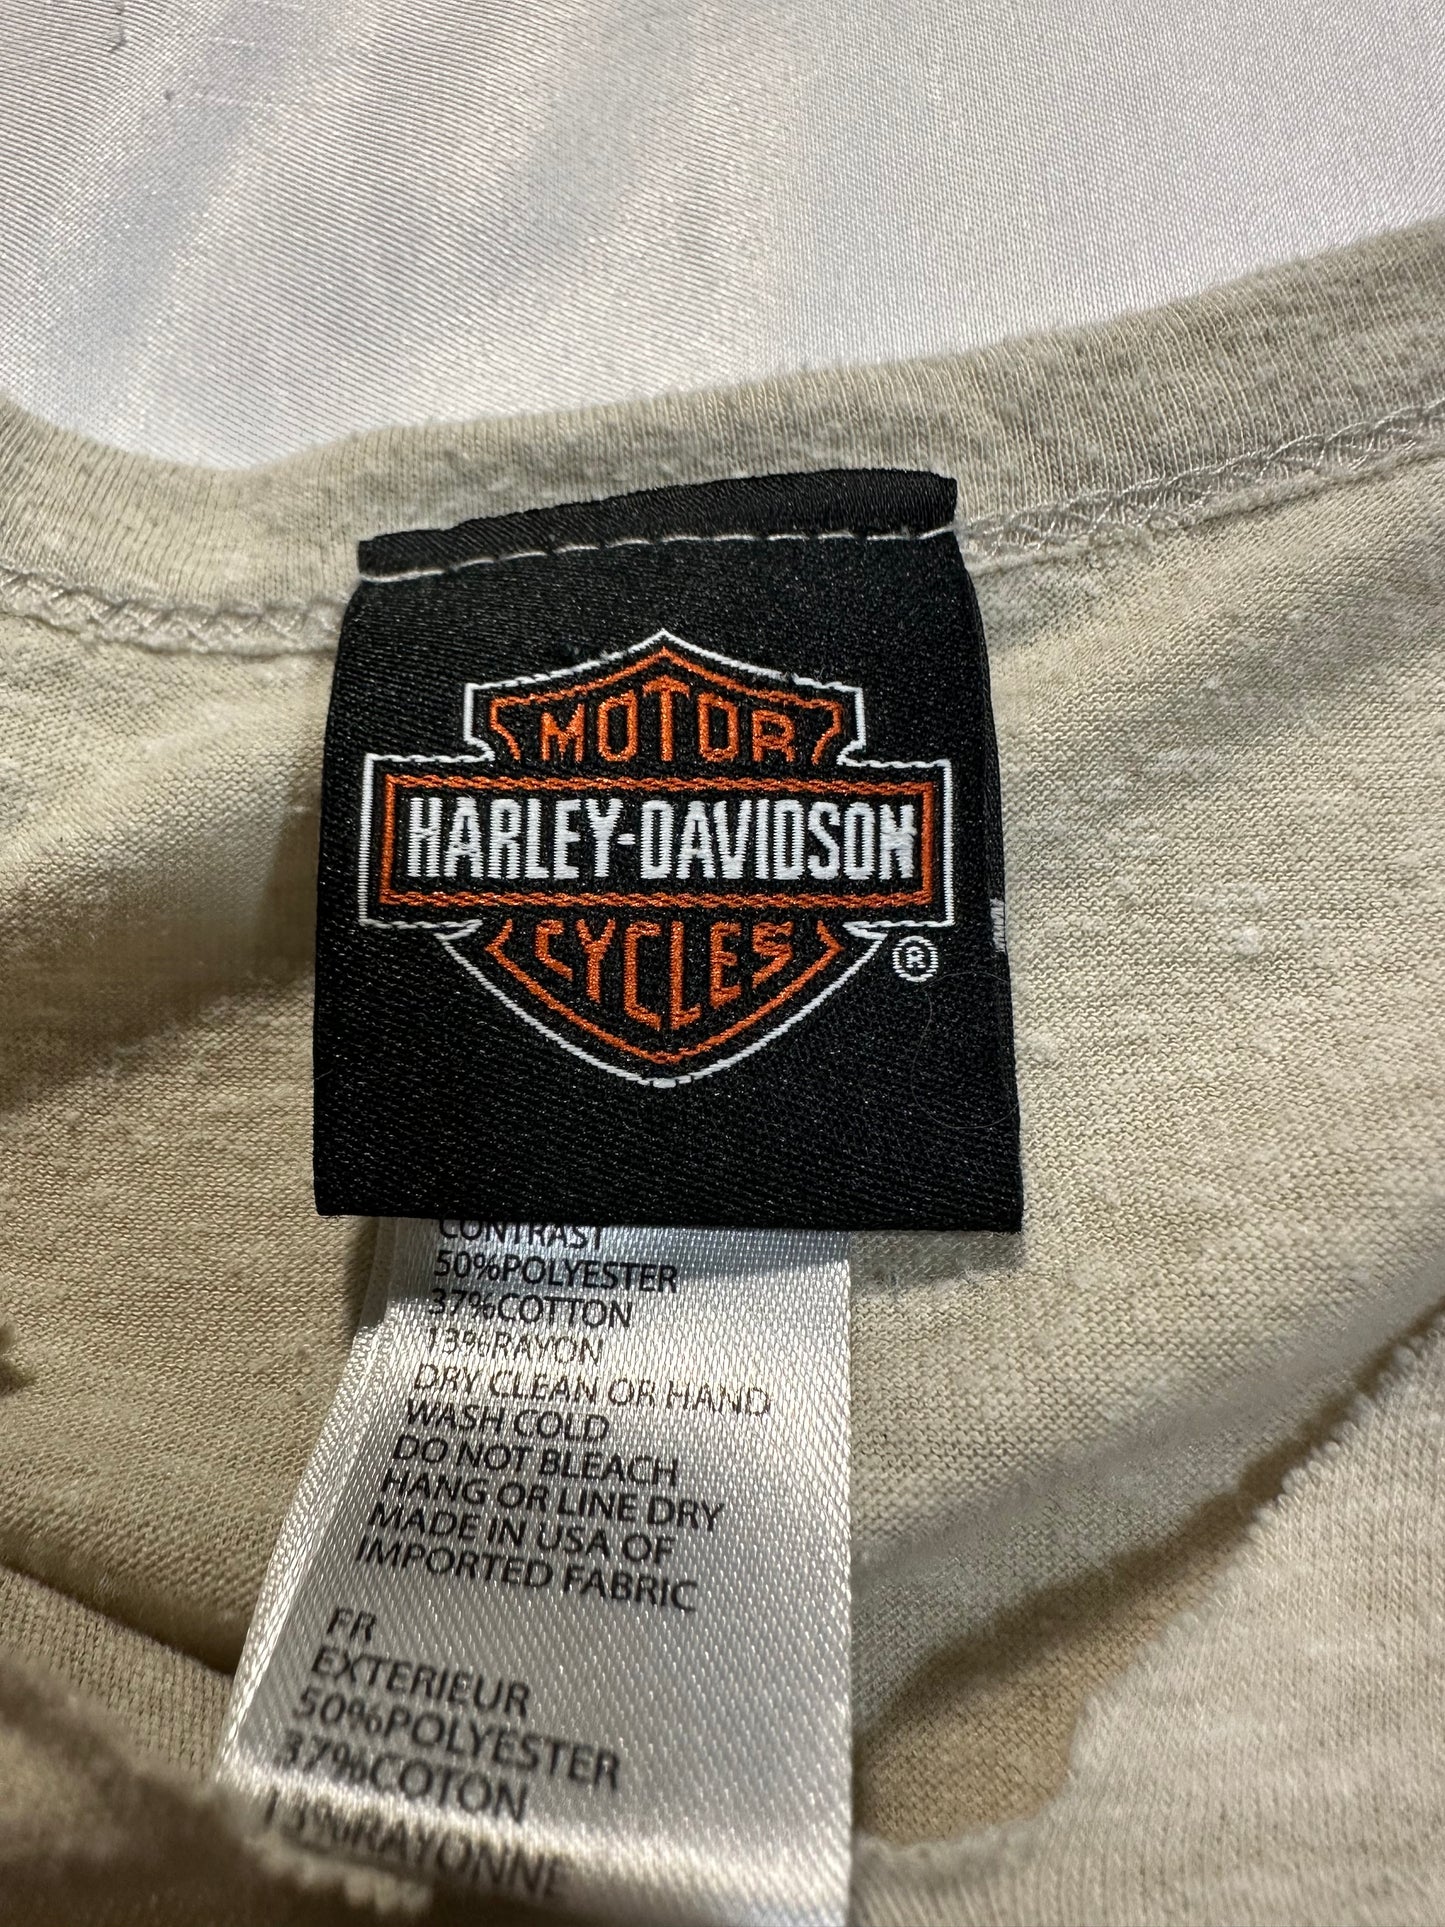 MOTOR
HARLEY-DAVIDSON
CYCLES
®
CONTRAST
50%POLYESTER
37%COTTON
13%RAYON
DRY CLEAN OR HAND
WASH COLD
DO NOT BLEACH
HANG OR LINE DRY
MADE IN USA OF
IMPORTED FABRIC
FR
EXTERIEUR
50%POLYESTER
37%COTON
13%RAYONNE